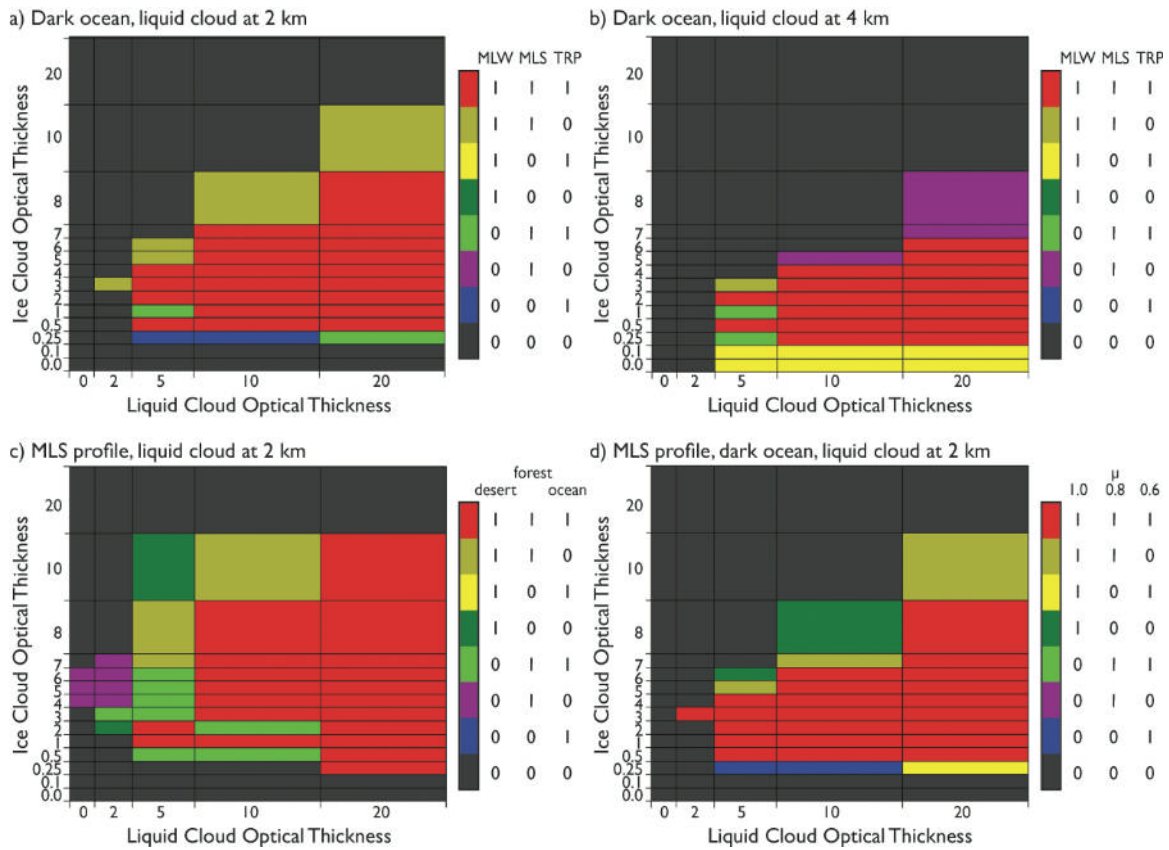 a) Dark ocean, liquid cloud at 2 km
MLW MLS TRP
20
10
8
7
6
5
4
3
2
1
0.5
0.25
0.1
0.0
Ice Cloud Optical Thickness
0 2 5 10 20
Liquid Cloud Optical Thickness
1 1 1
1 1 0
1 0 1
1 0 0
0 1 1
0 1 0
0 0 1
0 0 0
b) Dark ocean, liquid cloud at 4 km
MLW MLS TRP
20
10
8
7
6
5
4
3
2
1
0.5
0.25
0.1
0.0
Ice Cloud Optical Thickness
0 2 5 10 20
Liquid Cloud Optical Thickness
1 1 1
1 1 0
1 0 1
1 0 0
0 1 1
0 1 0
0 0 1
0 0 0
c) MLS profile, liquid cloud at 2 km
forest
desert ocean
20
10
8
7
6
5
4
3
2
1
0.5
0.25
0.1
0.0
Ice Cloud Optical Thickness
0 2 5 10 20
Liquid Cloud Optical Thickness
1 1 1
1 1 0
1 0 1
1 0 0
0 1 1
0 1 0
0 0 1
0 0 0
d) MLS profile, dark ocean, liquid cloud at 2 km
μ
1.0 0.8 0.6
20
10
8
7
6
5
4
3
2
1
0.5
0.25
0.1
0.0
Ice Cloud Optical Thickness
0 2 5 10 20
Liquid Cloud Optical Thickness
1 1 1
1 1 0
1 0 1
1 0 0
0 1 1
0 1 0
0 0 1
0 0 0